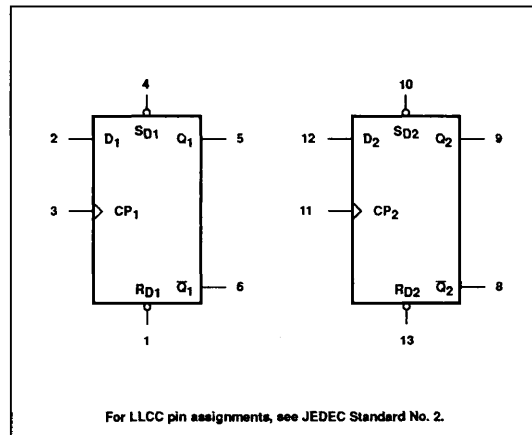 4 10
2 D1 SD1 Q1 5 12 D2 SD2 Q2 9
3 CP1 11 CP2
RD1 Q̅1 6 RD2 Q̅2 8
1 13
For LLCC pin assignments, see JEDEC Standard No. 2.